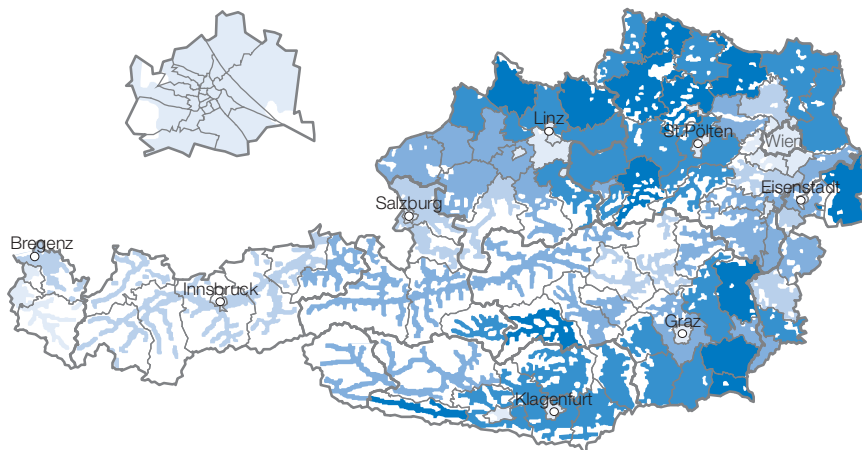 Linz
St.Pölten
Wien
Eisenstadt
Salzburg
Bregenz
Innsbruck
Graz
Klagenfurt